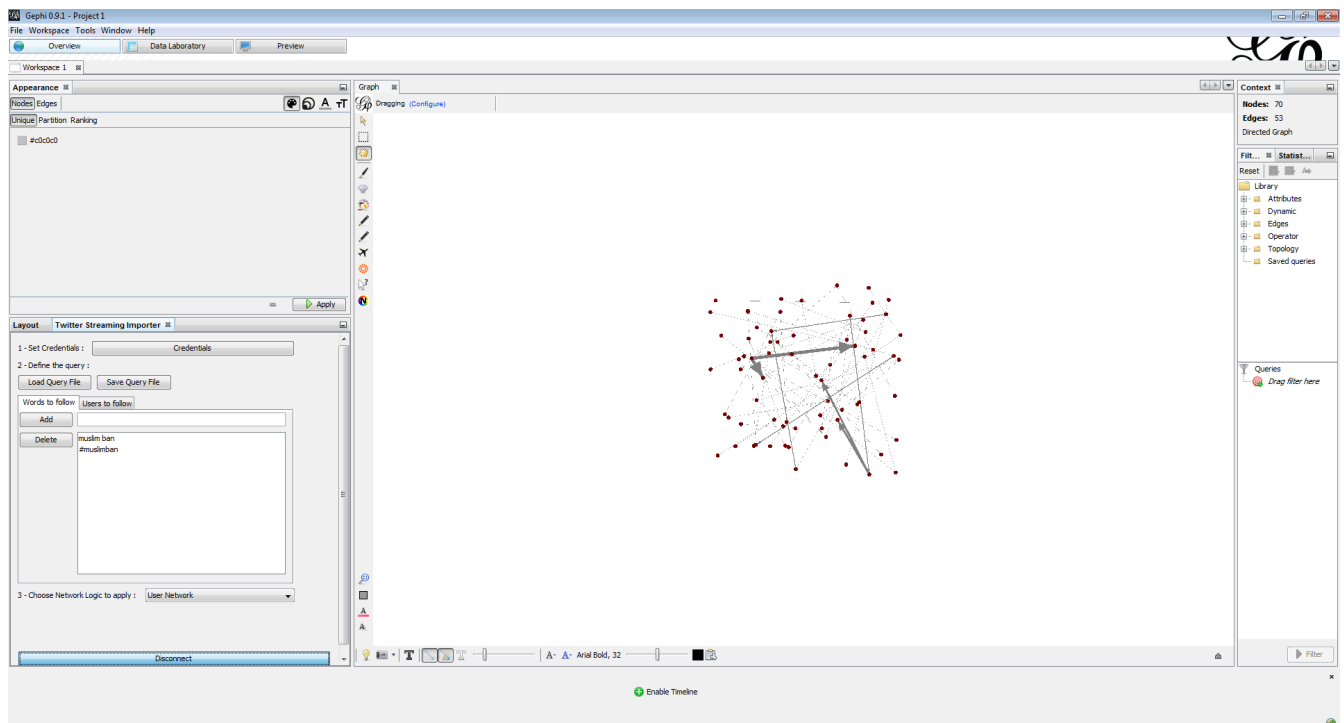 Gephi 0.9.1 - Project 1
File Workspace Tools Window Help
Overview Data Laboratory Preview
Workspace 1
Appearance
Nodes Edges
Unique Partition Ranking
#c0c0c0
Apply
Layout Twitter Streaming Importer
1 - Set Credentials : Credentials
2 - Define the query :
Load Query File Save Query File
Words to follow Users to follow
Add
Delete
muslim ban
#muslimban
3 - Choose Network Logic to apply : User Network
Disconnect
Graph
Dragging (Configure)
Arial Bold, 32
Context
Nodes: 70
Edges: 53
Directed Graph
Filt... Statist...
Reset
Library
Attributes
Dynamic
Edges
Operator
Topology
Saved queries
Queries
Drag filter here
Filter
Enable Timeline